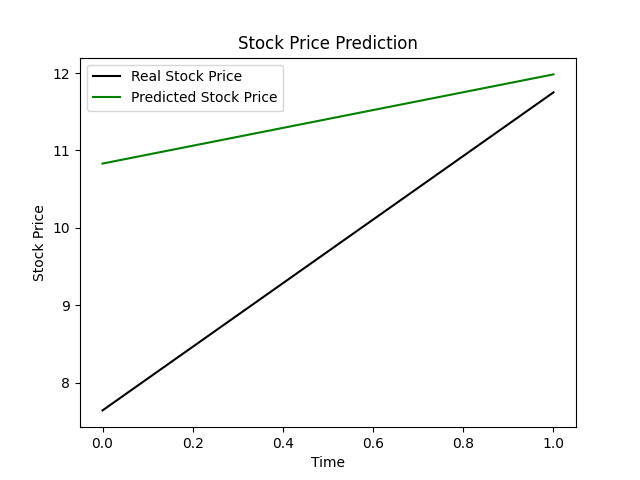 Stock Price Prediction
Real Stock Price
Predicted Stock Price
12
11
10
9
8
Stock Price
0.0 0.2 0.4 0.6 0.8 1.0
Time